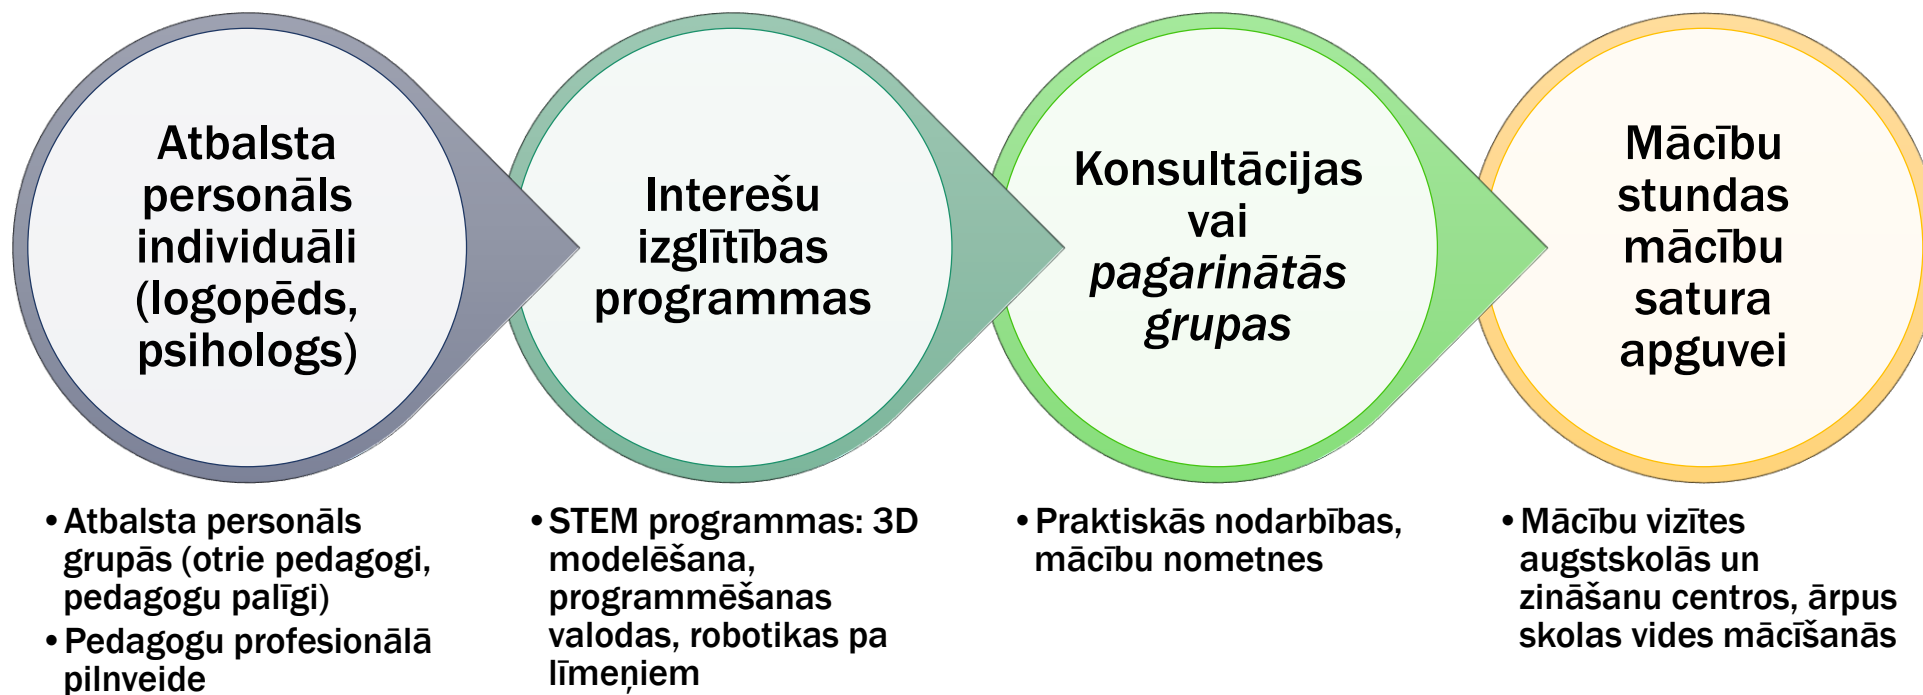 Atbalsta
personāls
individuāli
(logopēds,
psihologs)
• Atbalsta personāls
grupās (otrie pedagogi,
pedagogu palīgi)
• Pedagogu profesionālā
pilnveide
Interešu
izglītības
programmas
• STEM programmas: 3D
modelēšana,
programmēšanas
valodas, robotikas pa
līmeņiem
Konsultācijas
vai
pagarinātās
grupas
• Praktiskās nodarbības,
mācību nometnes
Mācību
stundas
mācību
satura
apguvei
• Mācību vizītes
augstskolās un
zināšanu centros, ārpus
skolas vides mācīšanās